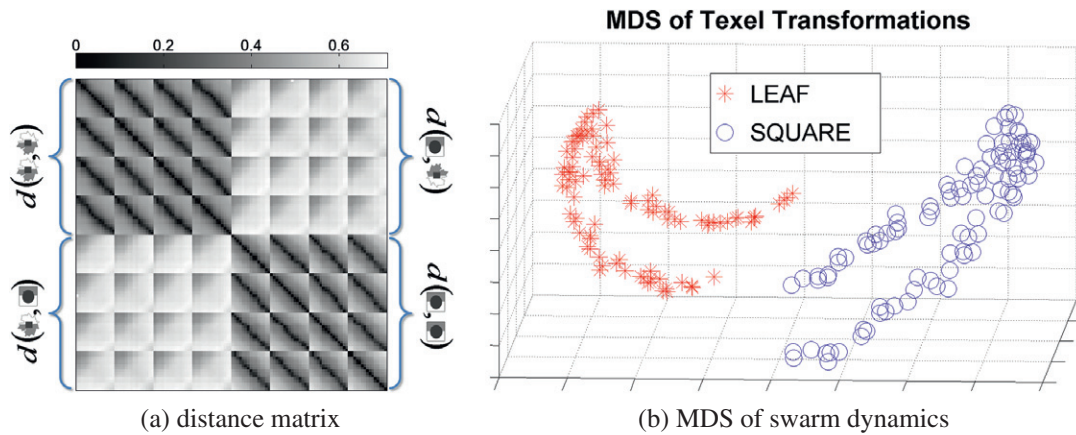 0 0.2 0.4 0.6
d( , )
d( , )
d( , )
d( , )
(a) distance matrix
MDS of Texel Transformations
LEAF
SQUARE
(b) MDS of swarm dynamics